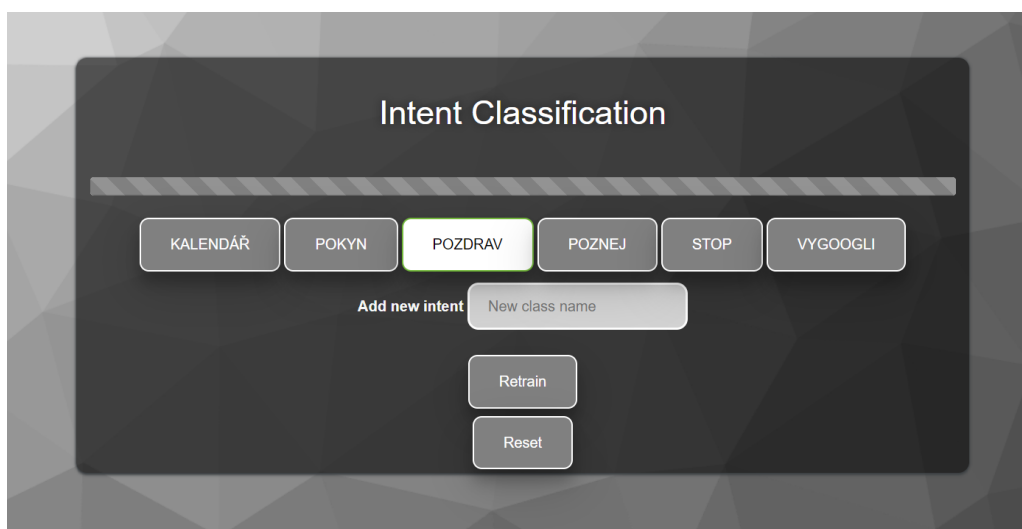 Intent Classification
KALENDÁŘ POKYN POZDRAV POZNEJ STOP VYGOOGLI
Add new intent New class name
Retrain
Reset